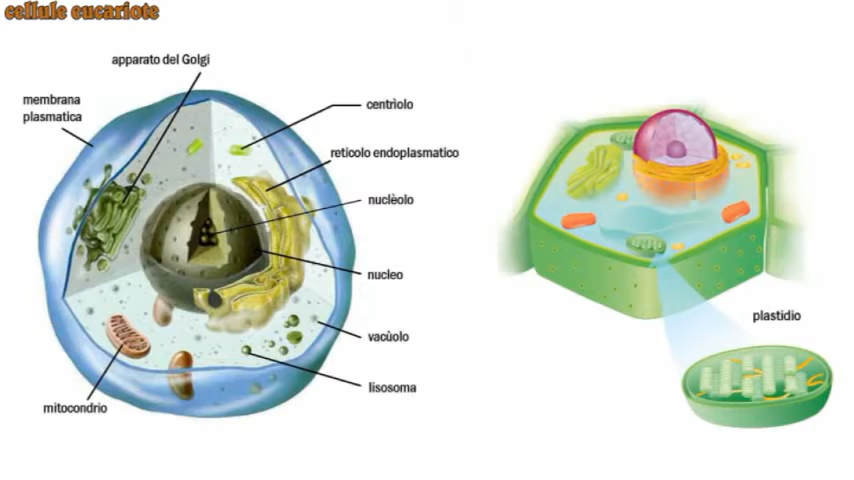 cellule eucariote
apparato del Golgi
membrana
plasmatica
centrìolo
reticolo endoplasmatico
nuclèolo
nucleo
vacùolo
lisosoma
mitocondrio
plastidio